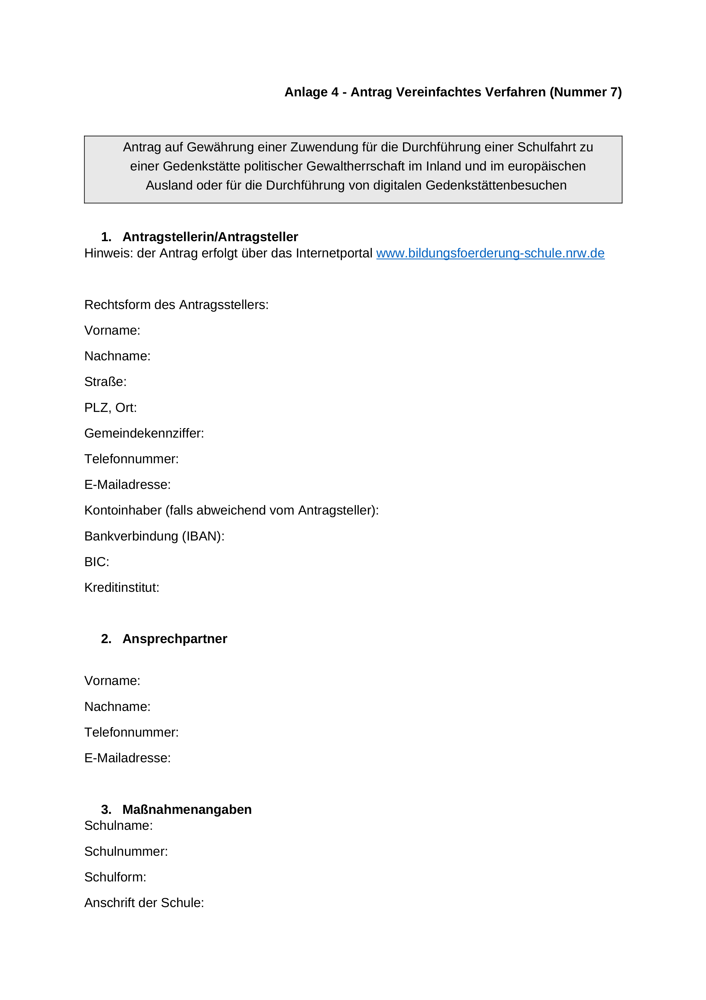 Anlage 4 - Antrag Vereinfachtes Verfahren (Nummer 7)
Antrag auf Gewährung einer Zuwendung für die Durchführung einer Schulfahrt zu
einer Gedenkstätte politischer Gewaltherrschaft im Inland und im europäischen
Ausland oder für die Durchführung von digitalen Gedenkstättenbesuchen
1. Antragstellerin/Antragsteller
Hinweis: der Antrag erfolgt über das Internetportal www.bildungsfoerderung-schule.nrw.de
Rechtsform des Antragsstellers:
Vorname:
Nachname:
Straße:
PLZ, Ort:
Gemeindekennziffer:
Telefonnummer:
E-Mailadresse:
Kontoinhaber (falls abweichend vom Antragsteller):
Bankverbindung (IBAN):
BIC:
Kreditinstitut:
2. Ansprechpartner
Vorname:
Nachname:
Telefonnummer:
E-Mailadresse:
3. Maßnahmenangaben
Schulname:
Schulnummer:
Schulform:
Anschrift der Schule: